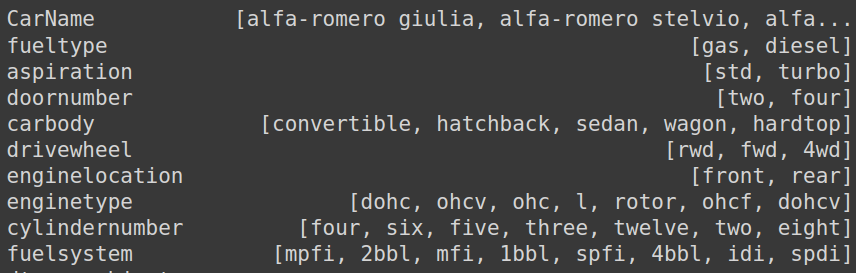 CarName [alfa-romero giulia, alfa-romero stelvio, alfa...
fueltype [gas, diesel]
aspiration [std, turbo]
doornumber [two, four]
carbody [convertible, hatchback, sedan, wagon, hardtop]
drivewheel [rwd, fwd, 4wd]
enginelocation [front, rear]
enginetype [dohc, ohcv, ohc, l, rotor, ohcf, dohcv]
cylindernumber [four, six, five, three, twelve, two, eight]
fuelsystem [mpfi, 2bbl, mfi, 1bbl, spfi, 4bbl, idi, spdi]